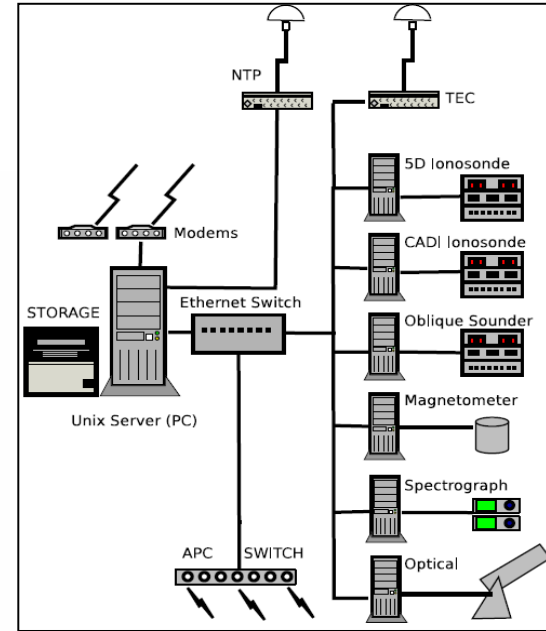 NTP
TEC
5D Ionosonde
Modems
CADI Ionosonde
STORAGE
Ethernet Switch
Oblique Sounder
Unix Server (PC)
Magnetometer
Spectrograph
APC SWITCH
Optical